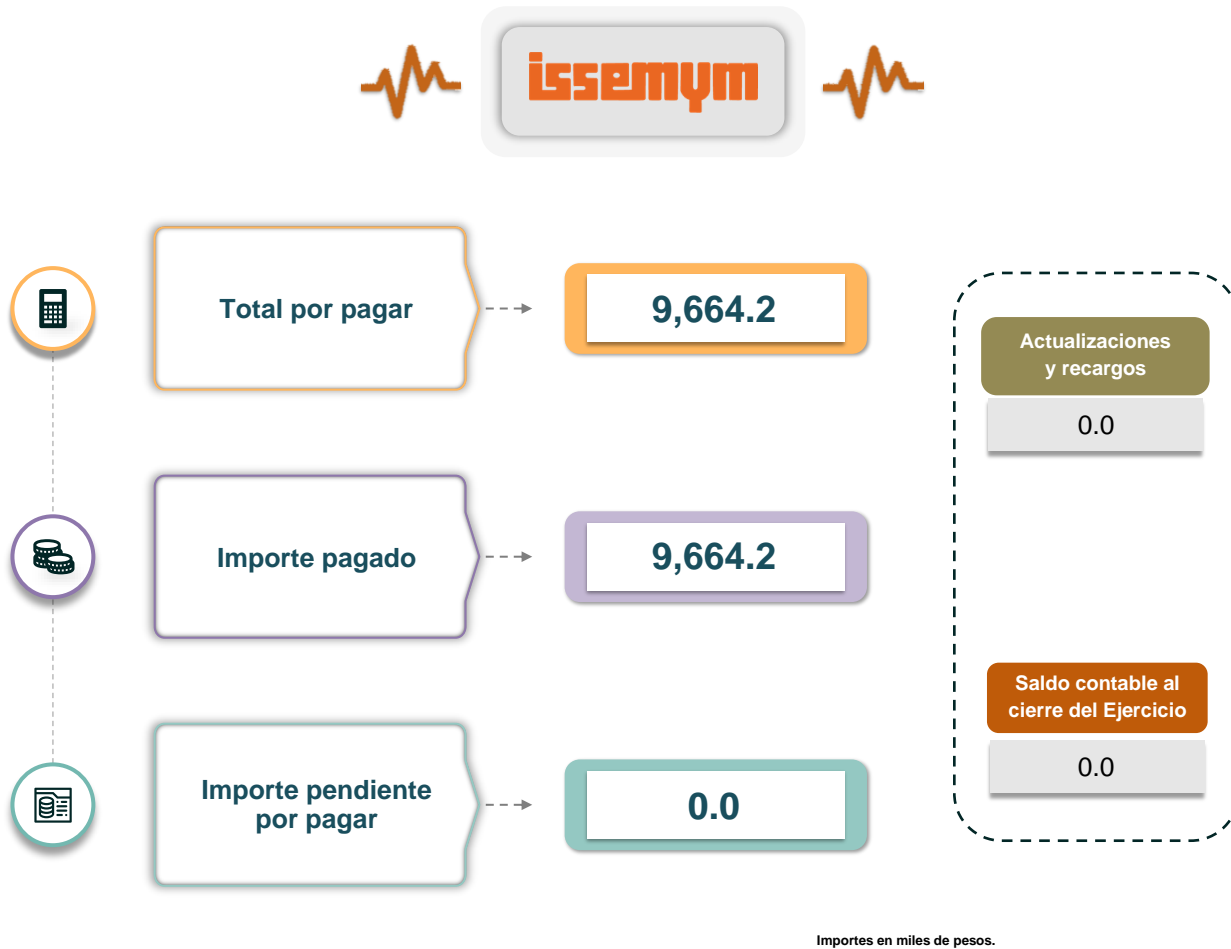 issemym
Total por pagar
9,664.2
Actualizaciones
y recargos
0.0
Importe pagado
9,664.2
Saldo contable al
cierre del Ejercicio
0.0
Importe pendiente
por pagar
0.0
Importes en miles de pesos.